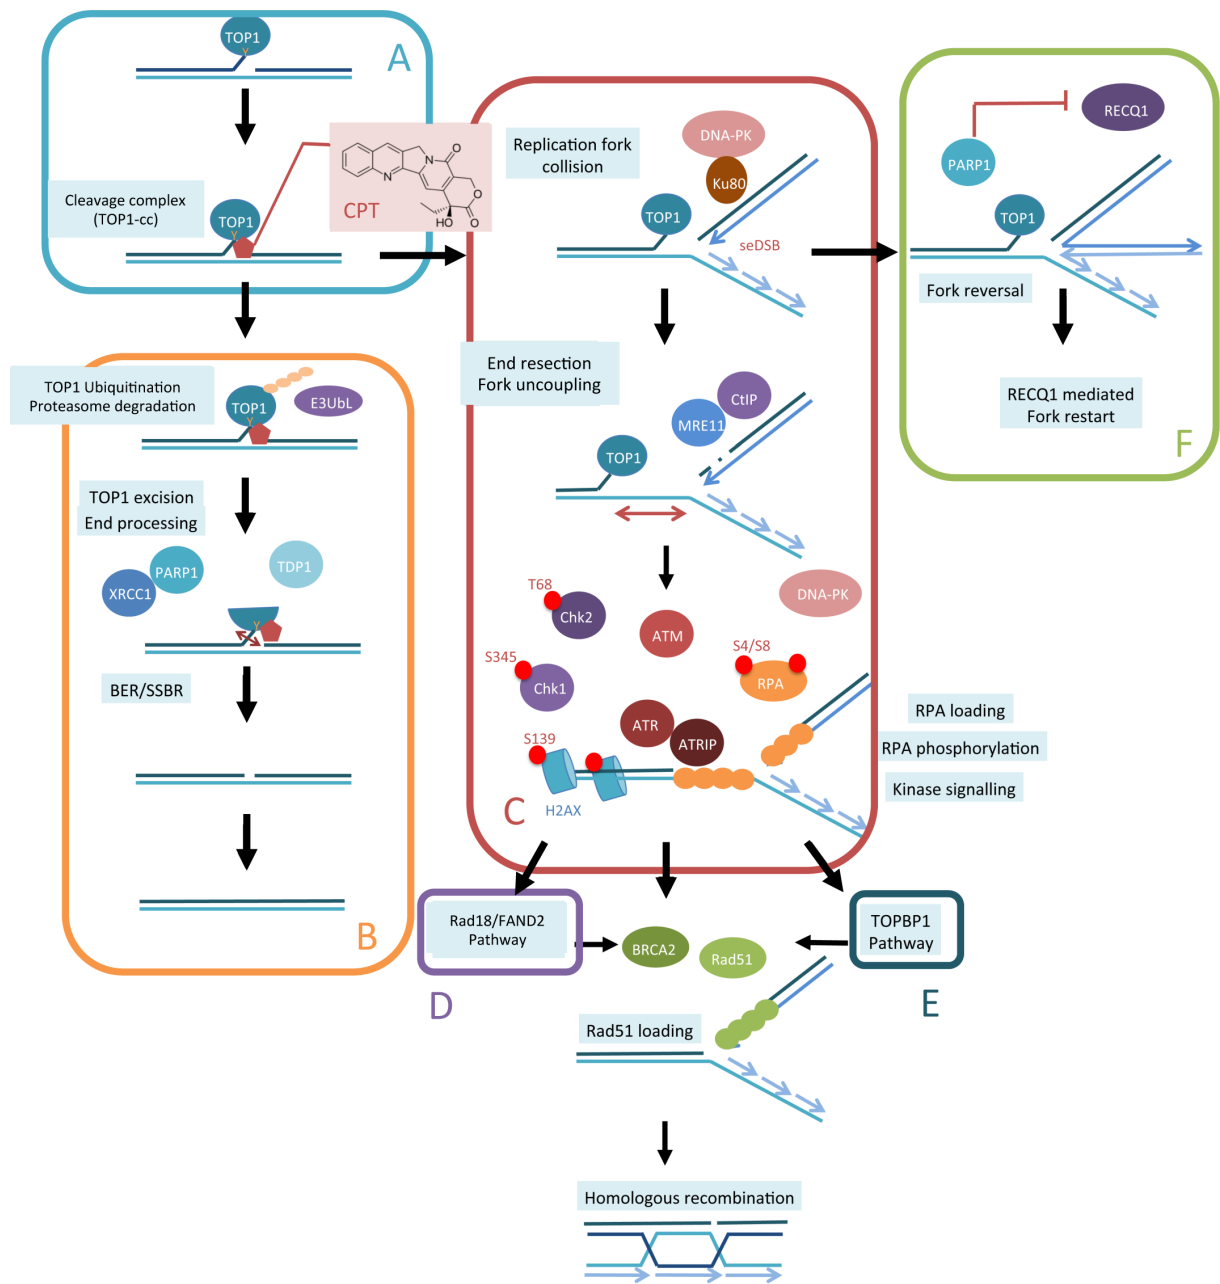 TOP1
Y
A
Cleavage complex
(TOP1-cc)
TOP1
Y
N
O
N
O
HO
O
CPT
TOP1 Ubiquitination
Proteasome degradation
TOP1
Y
E3UbL
TOP1 excision
End processing
XRCC1
PARP1
TDP1
Y
BER/SSBR
B
Replication fork
collision
DNA-PK
Ku80
TOP1
seDSB
End resection
Fork uncoupling
CtIP
MRE11
TOP1
T68
Chk2
ATM
DNA-PK
S345
Chk1
S4/S8
RPA
ATR
ATRIP
S139
H2AX
C
RPA loading
RPA phosphorylation
Kinase signalling
RECQ1
PARP1
TOP1
Fork reversal
RECQ1 mediated
Fork restart
F
Rad18/FAND2
Pathway
D
BRCA2
Rad51
TOPBP1
Pathway
E
Rad51 loading
Homologous recombination